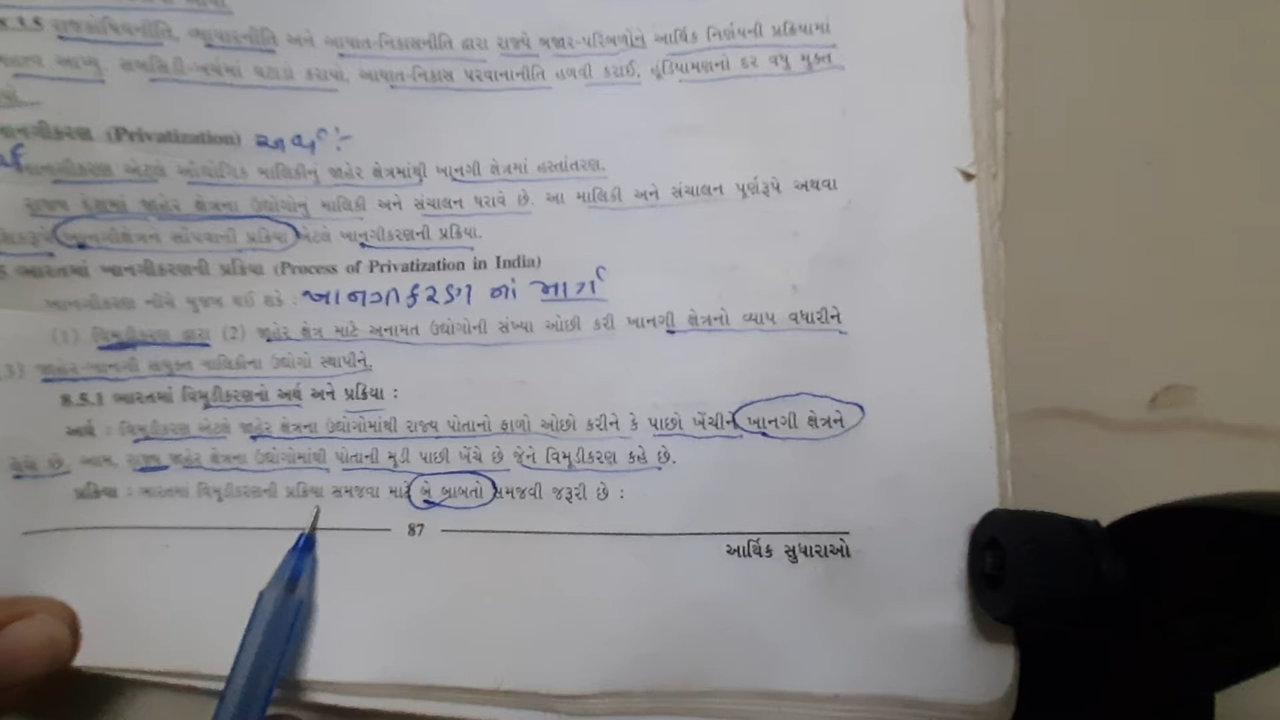 8.1.5 રાજકોષિયનીતિ, વ્યાપારનીતિ અને આયાત-નિકાસનીતિ દ્વારા રાજ્યે બજાર-પરિબળોને આર્થિક નિર્ણયની પ્રક્રિયામાં
આપ્યુ. સબસિડી-ખર્ચમાં ઘટાડો કરાયો. આયાત-નિકાસ પરવાનાનીતિ હળવી કરાઈ. હૂંડિયામણનો દર વધુ મુક્ત
ખાનગીકરણ (Privatization) અર્થ :-
ખાનગીકરણ એટલે ઔદ્યોગિક માલિકીનું જાહેર ક્ષેત્રમાંથી ખાનગી ક્ષેત્રમાં હસ્તાંતરણ.
રાજ્ય દેશમાં જાહેર ક્ષેત્રના ઉદ્યોગોનું માલિકી અને સંચાલન ધરાવે છે. આ માલિકી અને સંચાલન પૂર્ણરૂપે અથવા
ખાનગીક્ષેત્રને સોંપવાની પ્રક્રિયા એટલે ખાનગીકરણની પ્રક્રિયા.
ભારતમાં ખાનગીકરણની પ્રક્રિયા (Process of Privatization in India)
ખાનગીકરણ નીચે મુજબ થઈ શકે : ખાનગીકરણ નાં માર્ગ
(1) વિમૂડીકરણ દ્વારા (2) જાહેર ક્ષેત્ર માટે અનામત ઉદ્યોગોની સંખ્યા ઓછી કરી ખાનગી ક્ષેત્રનો વ્યાપ વધારીને
3) જાહેર-ખાનગી સંયુક્ત માલિકીના ઉદ્યોગો સ્થાપીને.
8.5.1 ભારતમાં વિમૂડીકરણનો અર્થ અને પ્રક્રિયા :
અર્થ : વિમૂડીકરણ એટલે જાહેર ક્ષેત્રના ઉદ્યોગોમાંથી રાજ્ય પોતાનો ફાળો ઓછો કરીને કે પાછો ખેંચીને ખાનગી ક્ષેત્રને
વેચે છે. આમ, રાજ્ય જાહેર ક્ષેત્રના ઉદ્યોગોમાંથી પોતાની મૂડી પાછી ખેંચે છે જેને વિમૂડીકરણ કહે છે.
પ્રક્રિયા : ભારતમાં વિમૂડીકરણની પ્રક્રિયા સમજવા માટે બે બાબતો સમજવી જરૂરી છે :
87
આર્થિક સુધારાઓ